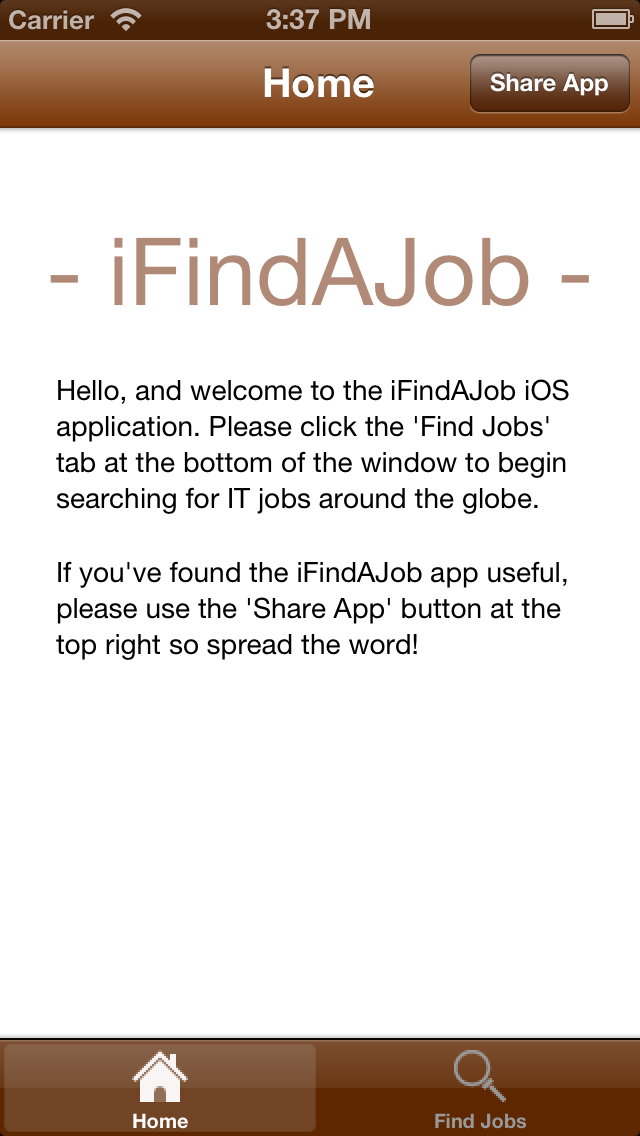 Carrier 3:37 PM
Home Share App
- iFindAJob -
Hello, and welcome to the iFindAJob iOS
application. Please click the 'Find Jobs'
tab at the bottom of the window to begin
searching for IT jobs around the globe.
If you've found the iFindAJob app useful,
please use the 'Share App' button at the
top right so spread the word!
Home Find Jobs